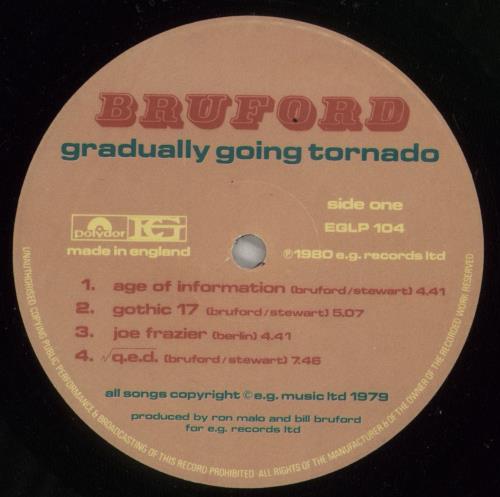 BRUFORD
gradually going tornado
side one
EGLP 104
polydor EG
made in england
℗1980 e.g. records ltd
1. age of information (bruford/stewart) 4.41
2. gothic 17 (bruford/stewart) 5.07
3. joe frazier (berlin) 4.41
4. √q.e.d. (bruford/stewart) 7.46
all songs copyright © e.g. music ltd 1979
produced by ron malo and bill bruford
for e.g. records ltd
UNAUTHORISED COPYING PUBLIC PERFORMANCE & BROADCASTING OF THIS RECORD PROHIBITED ALL RIGHTS OF THE MANUFACTURER & OF THE OWNER OF THE RECORDED WORK RESERVED